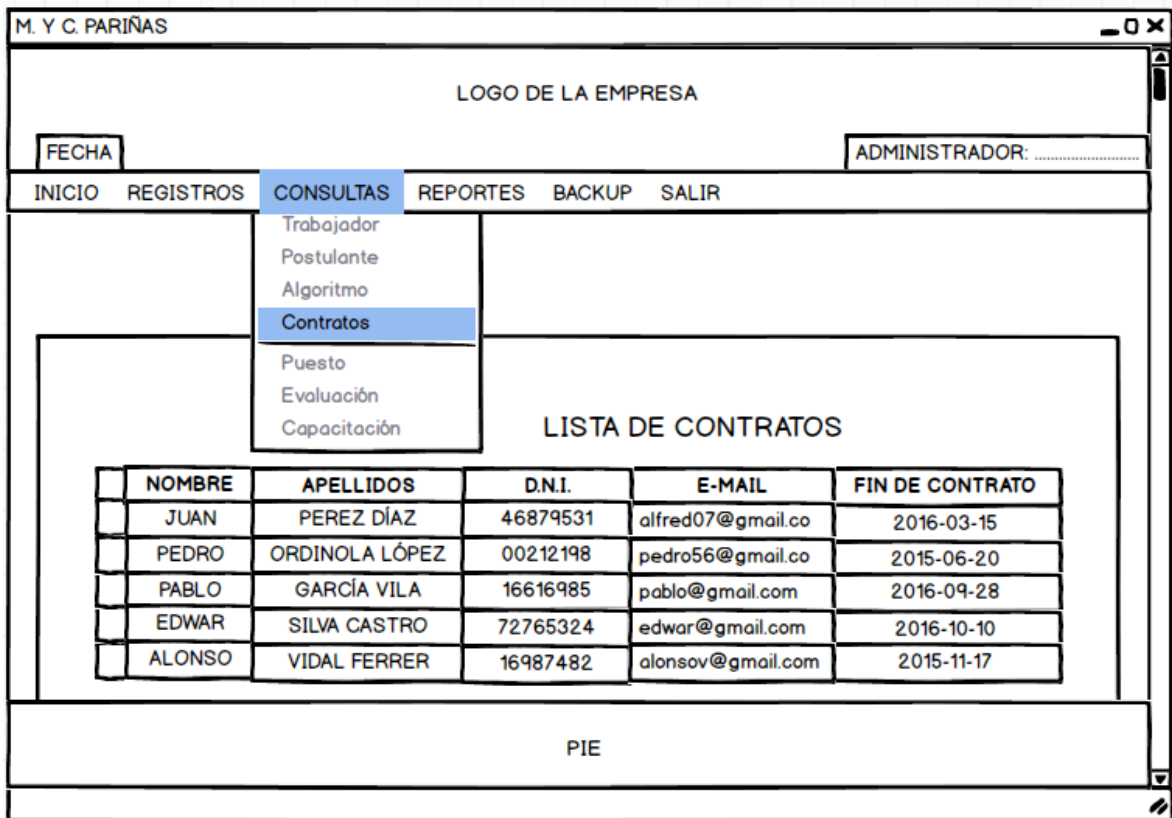 M. Y C. PARIÑAS
LOGO DE LA EMPRESA
FECHA
ADMINISTRADOR: ............................
INICIO REGISTROS CONSULTAS REPORTES BACKUP SALIR
Trabajador
Postulante
Algoritmo
Contratos
Puesto
Evaluación
Capacitación
LISTA DE CONTRATOS
NOMBRE APELLIDOS D.N.I. E-MAIL FIN DE CONTRATO
JUAN PEREZ DÍAZ 46879531 alfred07@gmail.co 2016-03-15
PEDRO ORDINOLA LÓPEZ 00212198 pedro56@gmail.co 2015-06-20
PABLO GARCÍA VILA 16616985 pablo@gmail.com 2016-09-28
EDWAR SILVA CASTRO 72765324 edwar@gmail.com 2016-10-10
ALONSO VIDAL FERRER 16987482 alonsov@gmail.com 2015-11-17
PIE